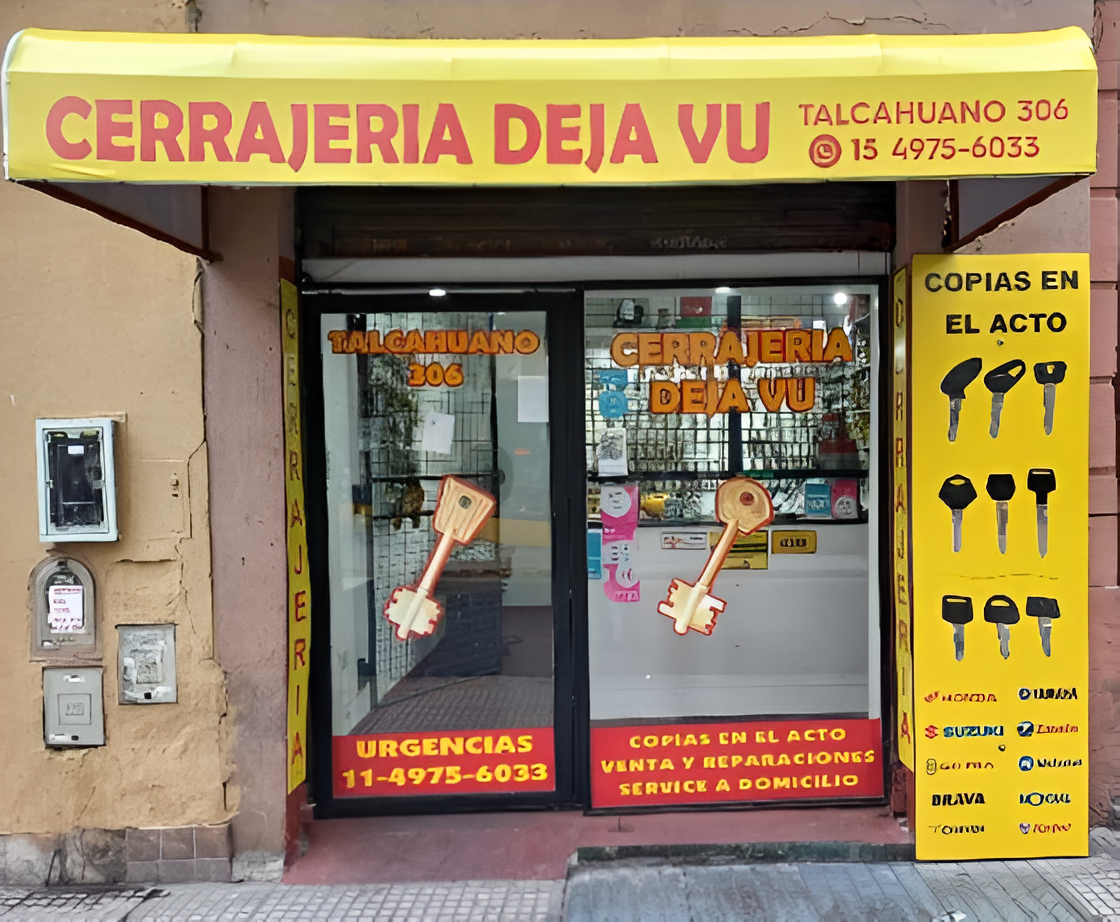 CERRAJERIA DEJA VU
TALCAHUANO 306
15 4975-6033
COPIAS EN
EL ACTO
TALCAHUANO
306
CERRAJERIA
DEJA VU
CERRAJERIA
CERRAJERIA
URGENCIAS
11-4975-6033
COPIAS EN EL ACTO
VENTA Y REPARACIONES
SERVICE A DOMICILIO
HONDA
SUZUKI
BRAVA